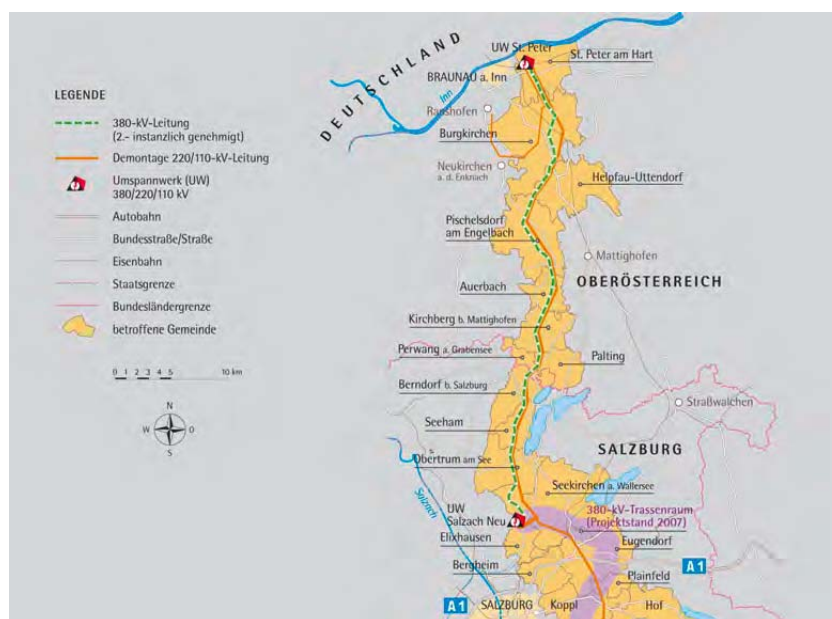 DEUTSCHLAND
UW St. Peter
St. Peter am Hart
BRAUNAU a. Inn
Inn
Ranshofen
Burgkirchen
Neukirchen
a. d. Enknach
Helpfau-Uttendorf
Pischelsdorf
am Engelbach
Mattighofen
OBERÖSTERREICH
Auerbach
Kirchberg b. Mattighofen
Perwang a. Grabensee
Palting
Berndorf b. Salzburg
Straßwalchen
Seeham
SALZBURG
Obertrum am See
Seekirchen a. Wallersee
Salzach
UW
Salzach Neu
380-kV-Trassenraum
(Projektstand 2007)
Elixhausen
Eugendorf
Bergheim
A1
Plainfeld
A1
SALZBURG
Koppl
Hof
LEGENDE
380-kV-Leitung
(2.- instanzlich genehmigt)
Demontage 220/110-kV-Leitung
Umspannwerk (UW)
380/220/110 kV
Autobahn
Bundesstraße/Straße
Eisenbahn
Staatsgrenze
Bundesländergrenze
betroffene Gemeinde
0 1 2 3 4 5 10 km
N
W O
S